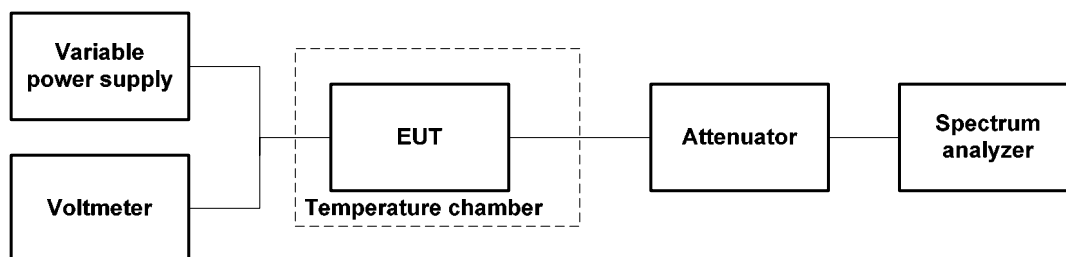 Variable
power supply
Voltmeter
EUT
Temperature chamber
Attenuator
Spectrum
analyzer